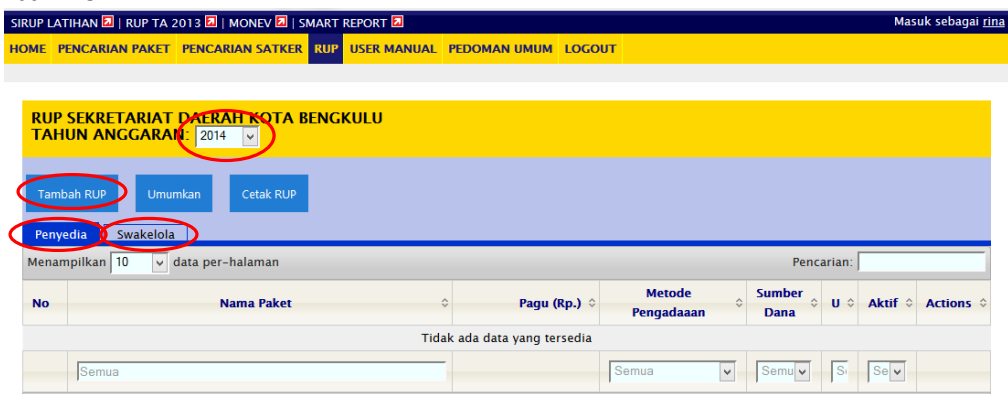 SIRUP LATIHAN | RUP TA 2013 | MONEV | SMART REPORT Masuk sebagai rina
HOME PENCARIAN PAKET PENCARIAN SATKER RUP USER MANUAL PEDOMAN UMUM LOGOUT
RUP SEKRETARIAT DAERAH KOTA BENGKULU
TAHUN ANGGARAN: 2014
Tambah RUP Umumkan Cetak RUP
Penyedia Swakelola
Menampilkan 10 data per-halaman Pencarian:
No Nama Paket Pagu (Rp.) Metode Pengadaaan Sumber Dana U Aktif Actions
Tidak ada data yang tersedia
Semua Semua Semu Se